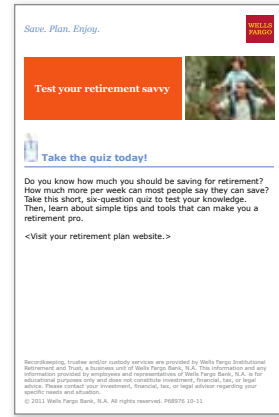 Save. Plan. Enjoy.
WELLS
FARGO
Test your retirement savvy
Take the quiz today!
Do you know how much you should be saving for retirement?
How much more per week can most people say they can save?
Take this short, six-question quiz to test your knowledge.
Then, learn about simple tips and tools that can make you a
retirement pro.
<Visit your retirement plan website.>
Recordkeeping, trustee and/or custody services are provided by Wells Fargo Institutional
Retirement and Trust, a business unit of Wells Fargo Bank, N.A. This information and any
information provided by employees and representatives of Wells Fargo Bank, N.A. is for
educational purposes only and does not constitute investment, financial, tax, or legal
advice. Please contact your investment, financial, tax, or legal advisor regarding your
specific needs and situation.
© 2011 Wells Fargo Bank, N.A. All rights reserved. P68976 10-11